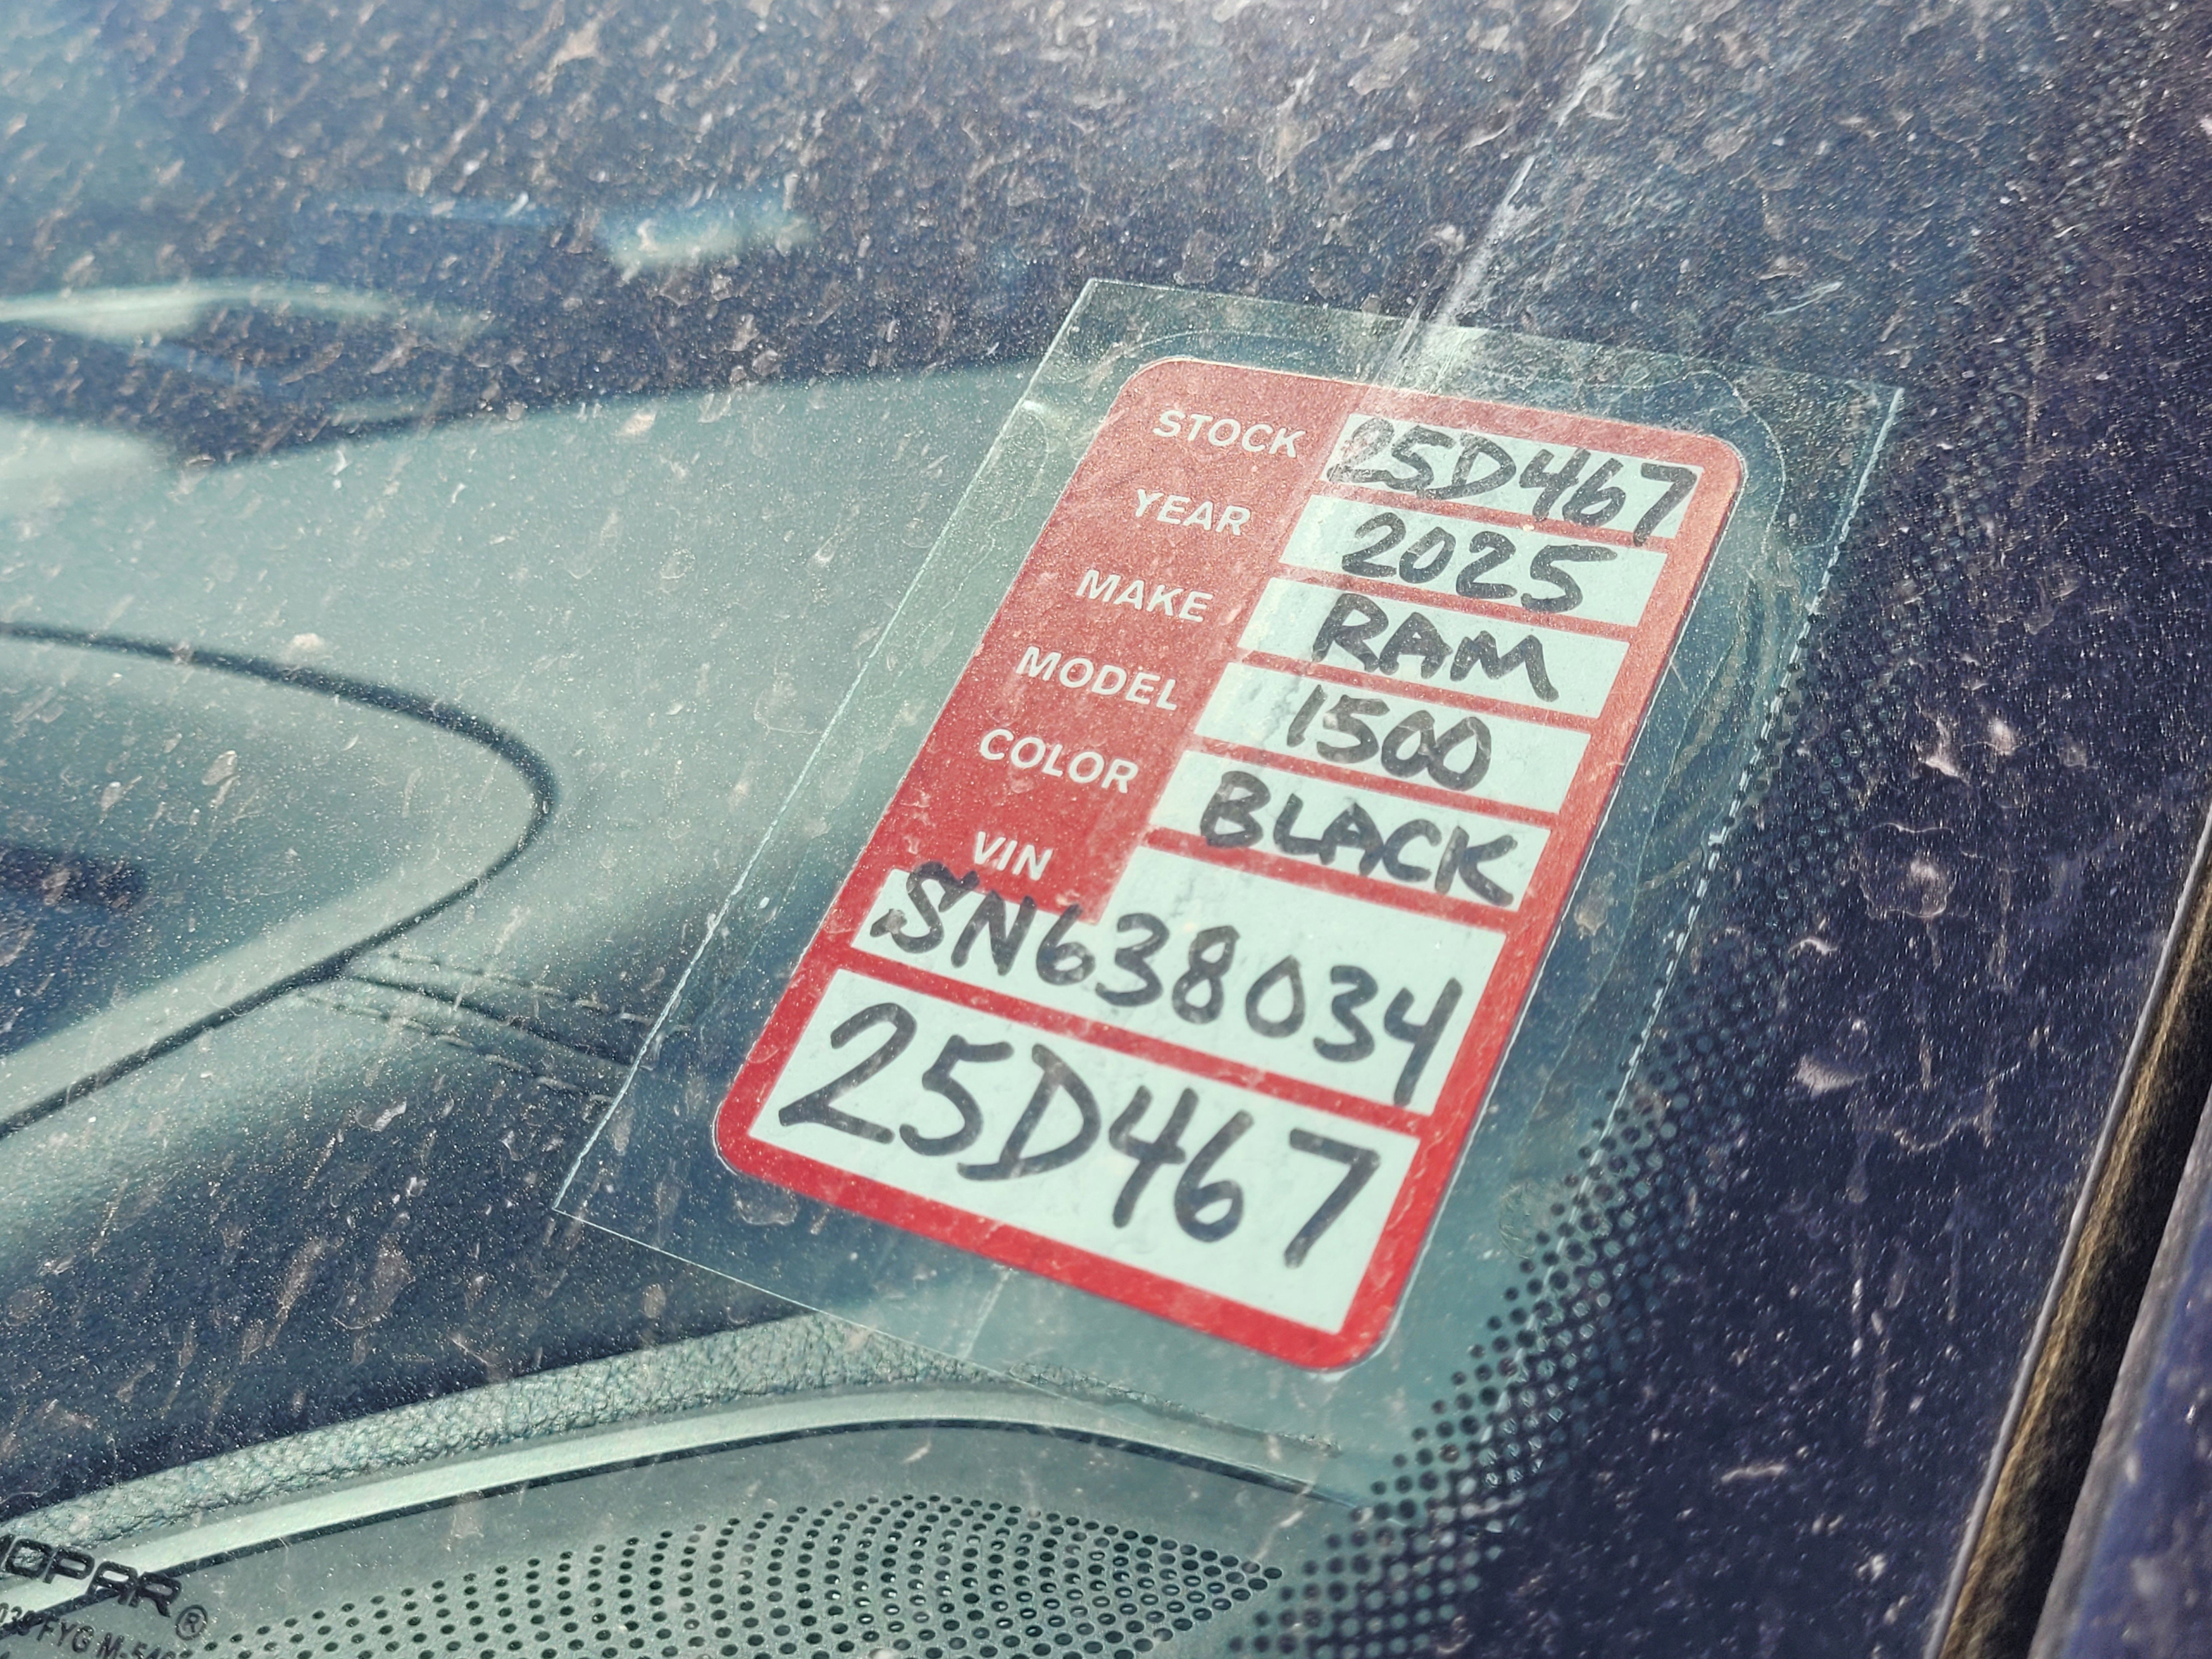 STOCK 25D467
YEAR 2025
MAKE RAM
MODEL 1500
COLOR BLACK
VIN
SN638034
25D467
MOPAR®